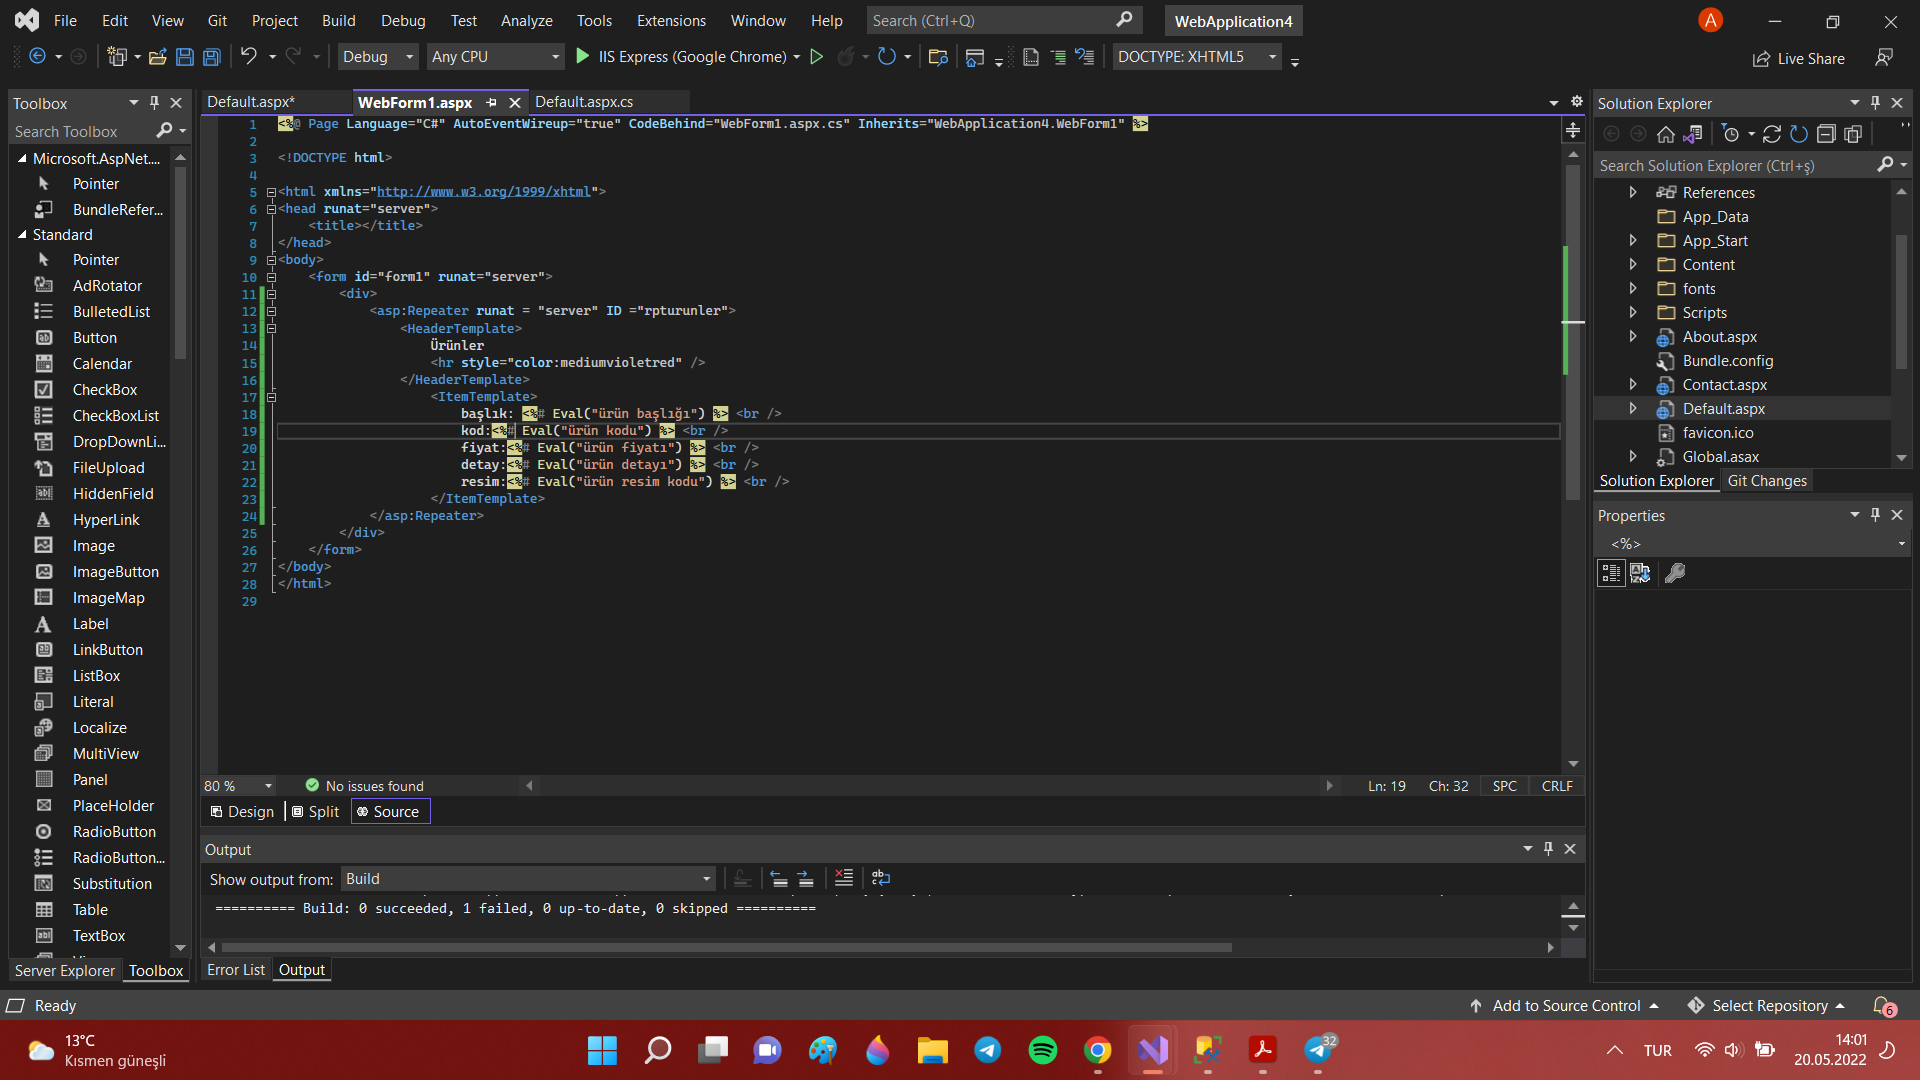 File Edit View Git Project Build Debug Test Analyze Tools Extensions Window Help Search (Ctrl+Q) WebApplication4 A
Debug Any CPU IIS Express (Google Chrome) DOCTYPE: XHTML5 Live Share
Toolbox
Search Toolbox
Microsoft.AspNet....
Pointer
BundleRefer...
Standard
Pointer
AdRotator
BulletedList
Button
Calendar
CheckBox
CheckBoxList
DropDownLi...
FileUpload
HiddenField
HyperLink
Image
ImageButton
ImageMap
Label
LinkButton
ListBox
Literal
Localize
MultiView
Panel
PlaceHolder
RadioButton
RadioButton...
Substitution
Table
TextBox
Server Explorer Toolbox
Default.aspx* WebForm1.aspx Default.aspx.cs
1 <%@ Page Language="C#" AutoEventWireup="true" CodeBehind="WebForm1.aspx.cs" Inherits="WebApplication4.WebForm1" %>
2
3 <!DOCTYPE html>
4
5 <html xmlns="http://www.w3.org/1999/xhtml">
6 <head runat="server">
7 <title></title>
8 </head>
9 <body>
10 <form id="form1" runat="server">
11 <div>
12 <asp:Repeater runat = "server" ID ="rpturunler">
13 <HeaderTemplate>
14 Ürünler
15 <hr style="color:mediumvioletred" />
16 </HeaderTemplate>
17 <ItemTemplate>
18 başlık: <%# Eval("ürün başlığı") %> <br />
19 kod:<%# Eval("ürün kodu") %> <br />
20 fiyat:<%# Eval("ürün fiyatı") %> <br />
21 detay:<%# Eval("ürün detayı") %> <br />
22 resim:<%# Eval("ürün resim kodu") %> <br />
23 </ItemTemplate>
24 </asp:Repeater>
25 </div>
26 </form>
27 </body>
28 </html>
29
80 % No issues found Ln: 19 Ch: 32 SPC CRLF
Design Split Source
Output
Show output from: Build
========== Build: 0 succeeded, 1 failed, 0 up-to-date, 0 skipped ==========
Error List Output
Solution Explorer
Search Solution Explorer (Ctrl+ş)
References
App_Data
App_Start
Content
fonts
Scripts
About.aspx
Bundle.config
Contact.aspx
Default.aspx
favicon.ico
Global.asax
Solution Explorer Git Changes
Properties
<%>
Ready Add to Source Control Select Repository 6
13°C
Kısmen güneşli
32
TUR
14:01
20.05.2022